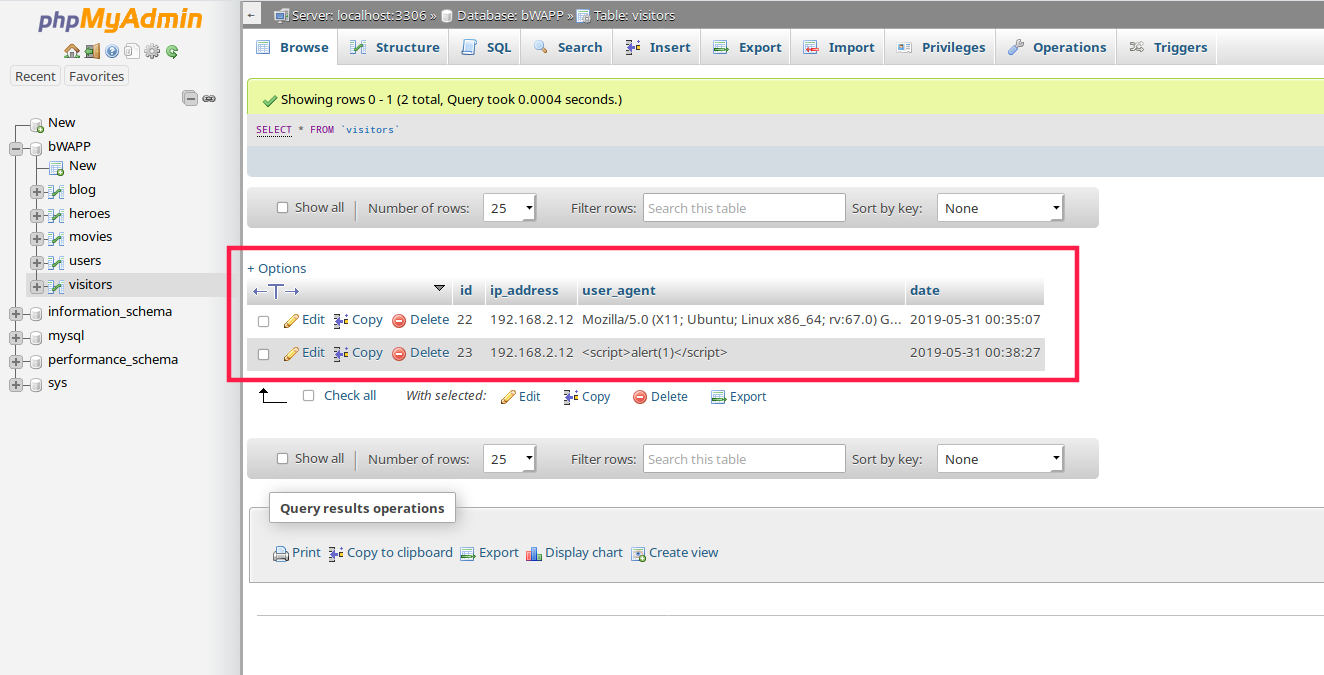 phpMyAdmin
Recent Favorites
New
bWAPP
New
blog
heroes
movies
users
visitors
information_schema
mysql
performance_schema
sys
Server: localhost:3306 » Database: bWAPP » Table: visitors
Browse Structure SQL Search Insert Export Import Privileges Operations Triggers
Showing rows 0 - 1 (2 total, Query took 0.0004 seconds.)
SELECT * FROM `visitors`
Show all Number of rows: 25 Filter rows: Search this table Sort by key: None
+ Options
←T→ id ip_address user_agent date
Edit Copy Delete 22 192.168.2.12 Mozilla/5.0 (X11; Ubuntu; Linux x86_64; rv:67.0) G... 2019-05-31 00:35:07
Edit Copy Delete 23 192.168.2.12 <script>alert(1)</script> 2019-05-31 00:38:27
Check all With selected: Edit Copy Delete Export
Show all Number of rows: 25 Filter rows: Search this table Sort by key: None
Query results operations
Print Copy to clipboard Export Display chart Create view